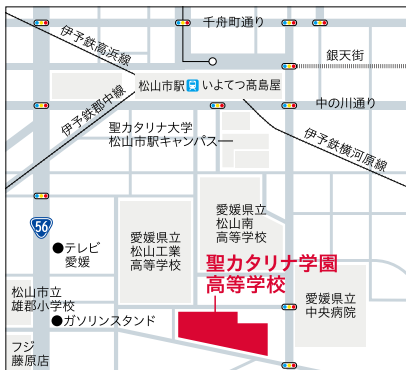 千舟町通り
伊予鉄高浜線
銀天街
松山市駅
いよてつ髙島屋
中の川通り
伊予鉄郡中線
聖カタリナ大学
松山市駅キャンパス
伊予鉄横河原線
56
テレビ
愛媛
愛媛県立
松山工業
高等学校
愛媛県立
松山南
高等学校
聖カタリナ学園
高等学校
松山市立
雄郡小学校
ガソリンスタンド
愛媛県立
中央病院
フジ
藤原店